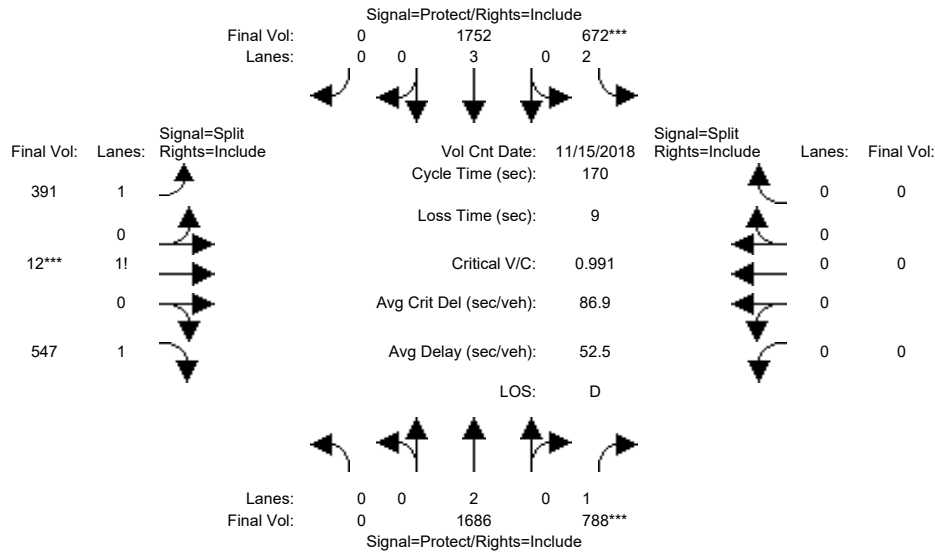 Signal=Protect/Rights=Include
Final Vol: 0 1752 672***
Lanes: 0 0 3 0 2
Signal=Split
Final Vol: Lanes: Rights=Include
Vol Cnt Date: 11/15/2018
Signal=Split
Rights=Include Lanes: Final Vol:
Cycle Time (sec): 170
391 1
0 0
Loss Time (sec): 9
0
0
12*** 1!
Critical V/C: 0.991
0 0
0
Avg Crit Del (sec/veh): 86.9
0
547 1
Avg Delay (sec/veh): 52.5
0 0
LOS: D
Lanes: 0 0 2 0 1
Final Vol: 0 1686 788***
Signal=Protect/Rights=Include